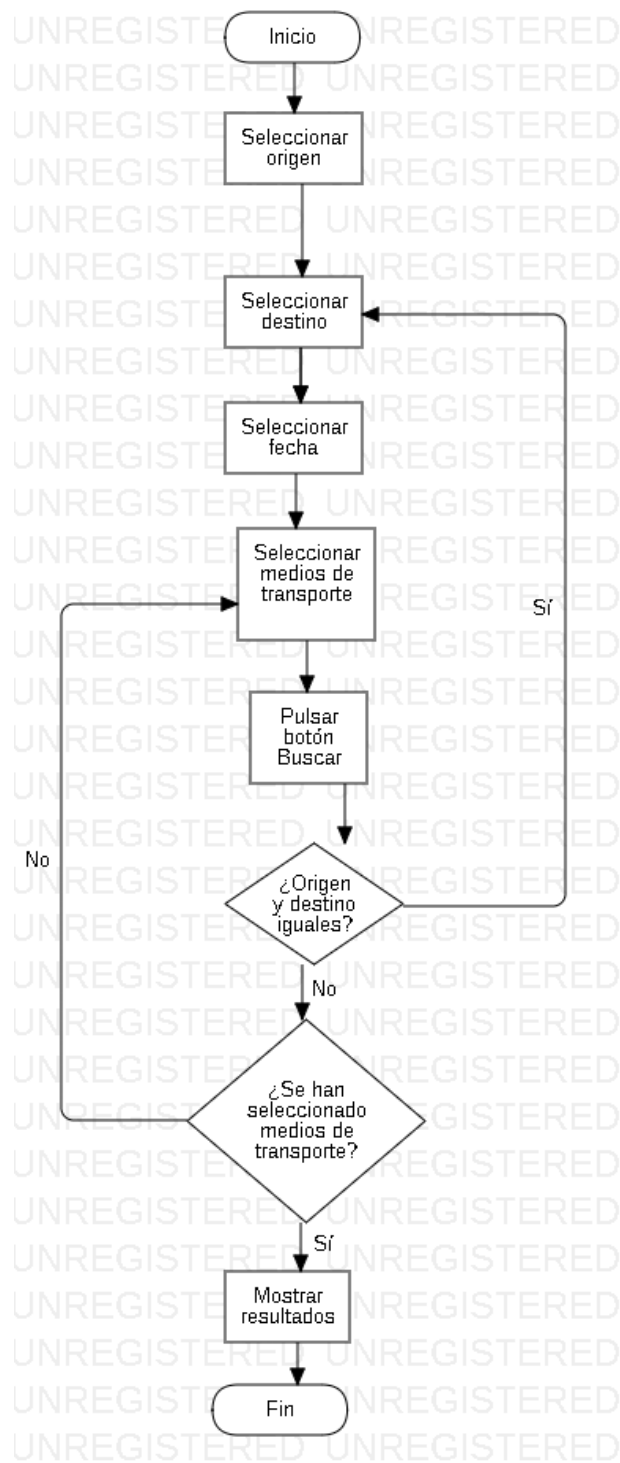 Inicio
Seleccionar
origen
Seleccionar
destino
Seleccionar
fecha
Seleccionar
medios de
transporte
Sí
Pulsar
botón
Buscar
No
¿Origen
y destino
iguales?
No
¿Se han
seleccionado
medios de
transporte?
Sí
Mostrar
resultados
Fin
UNREGISTERED UNREGISTERED